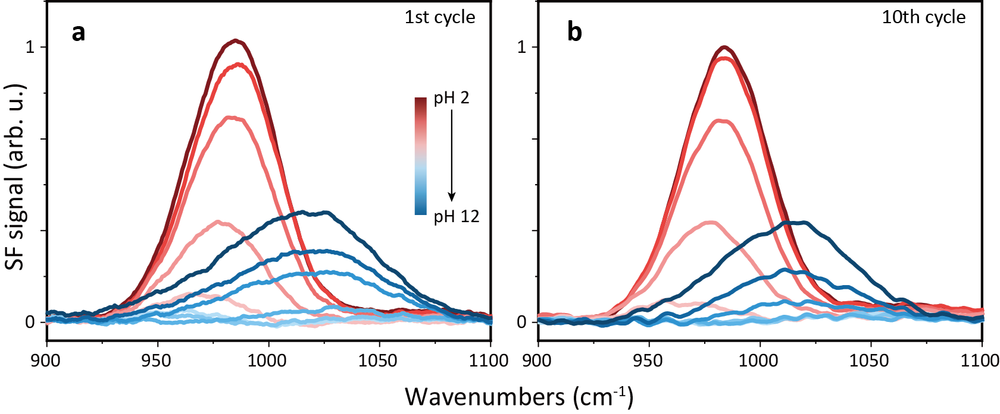 a
1st cycle
b
10th cycle
1
0
1
0
pH 2
pH 12
SF signal (arb. u.)
900 950 1000 1050 1100
900 950 1000 1050 1100
Wavenumbers (cm⁻¹)